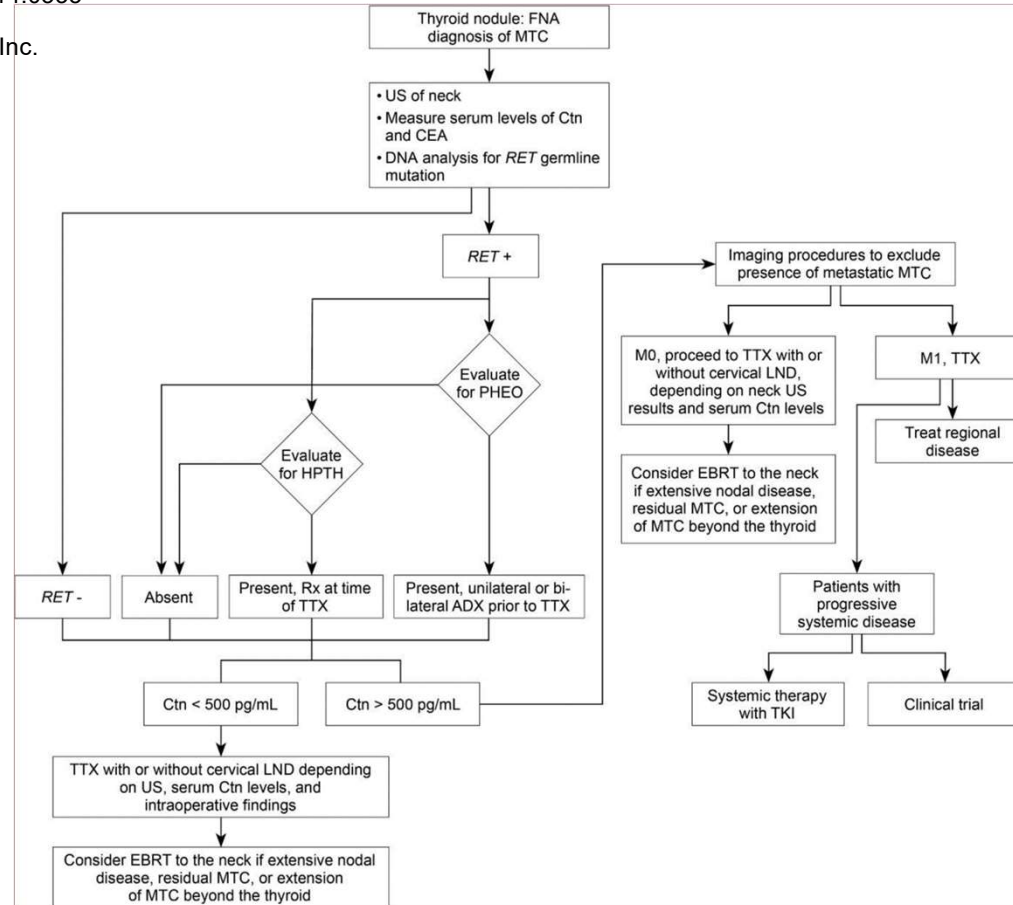 Inc.
Thyroid nodule: FNA
diagnosis of MTC
• US of neck
• Measure serum levels of Ctn
and CEA
• DNA analysis for RET germline
mutation
RET +
Evaluate
for PHEO
Evaluate
for HPTH
RET -
Absent
Present, Rx at time
of TTX
Present, unilateral or bi-
lateral ADX prior to TTX
Ctn < 500 pg/mL
Ctn > 500 pg/mL
TTX with or without cervical LND depending
on US, serum Ctn levels, and
intraoperative findings
Consider EBRT to the neck if extensive nodal
disease, residual MTC, or extension
of MTC beyond the thyroid
Imaging procedures to exclude
presence of metastatic MTC
M0, proceed to TTX with or
without cervical LND,
depending on neck US
results and serum Ctn levels
Consider EBRT to the neck
if extensive nodal disease,
residual MTC, or extension
of MTC beyond the thyroid
M1, TTX
Treat regional
disease
Patients with
progressive
systemic disease
Systemic therapy
with TKI
Clinical trial